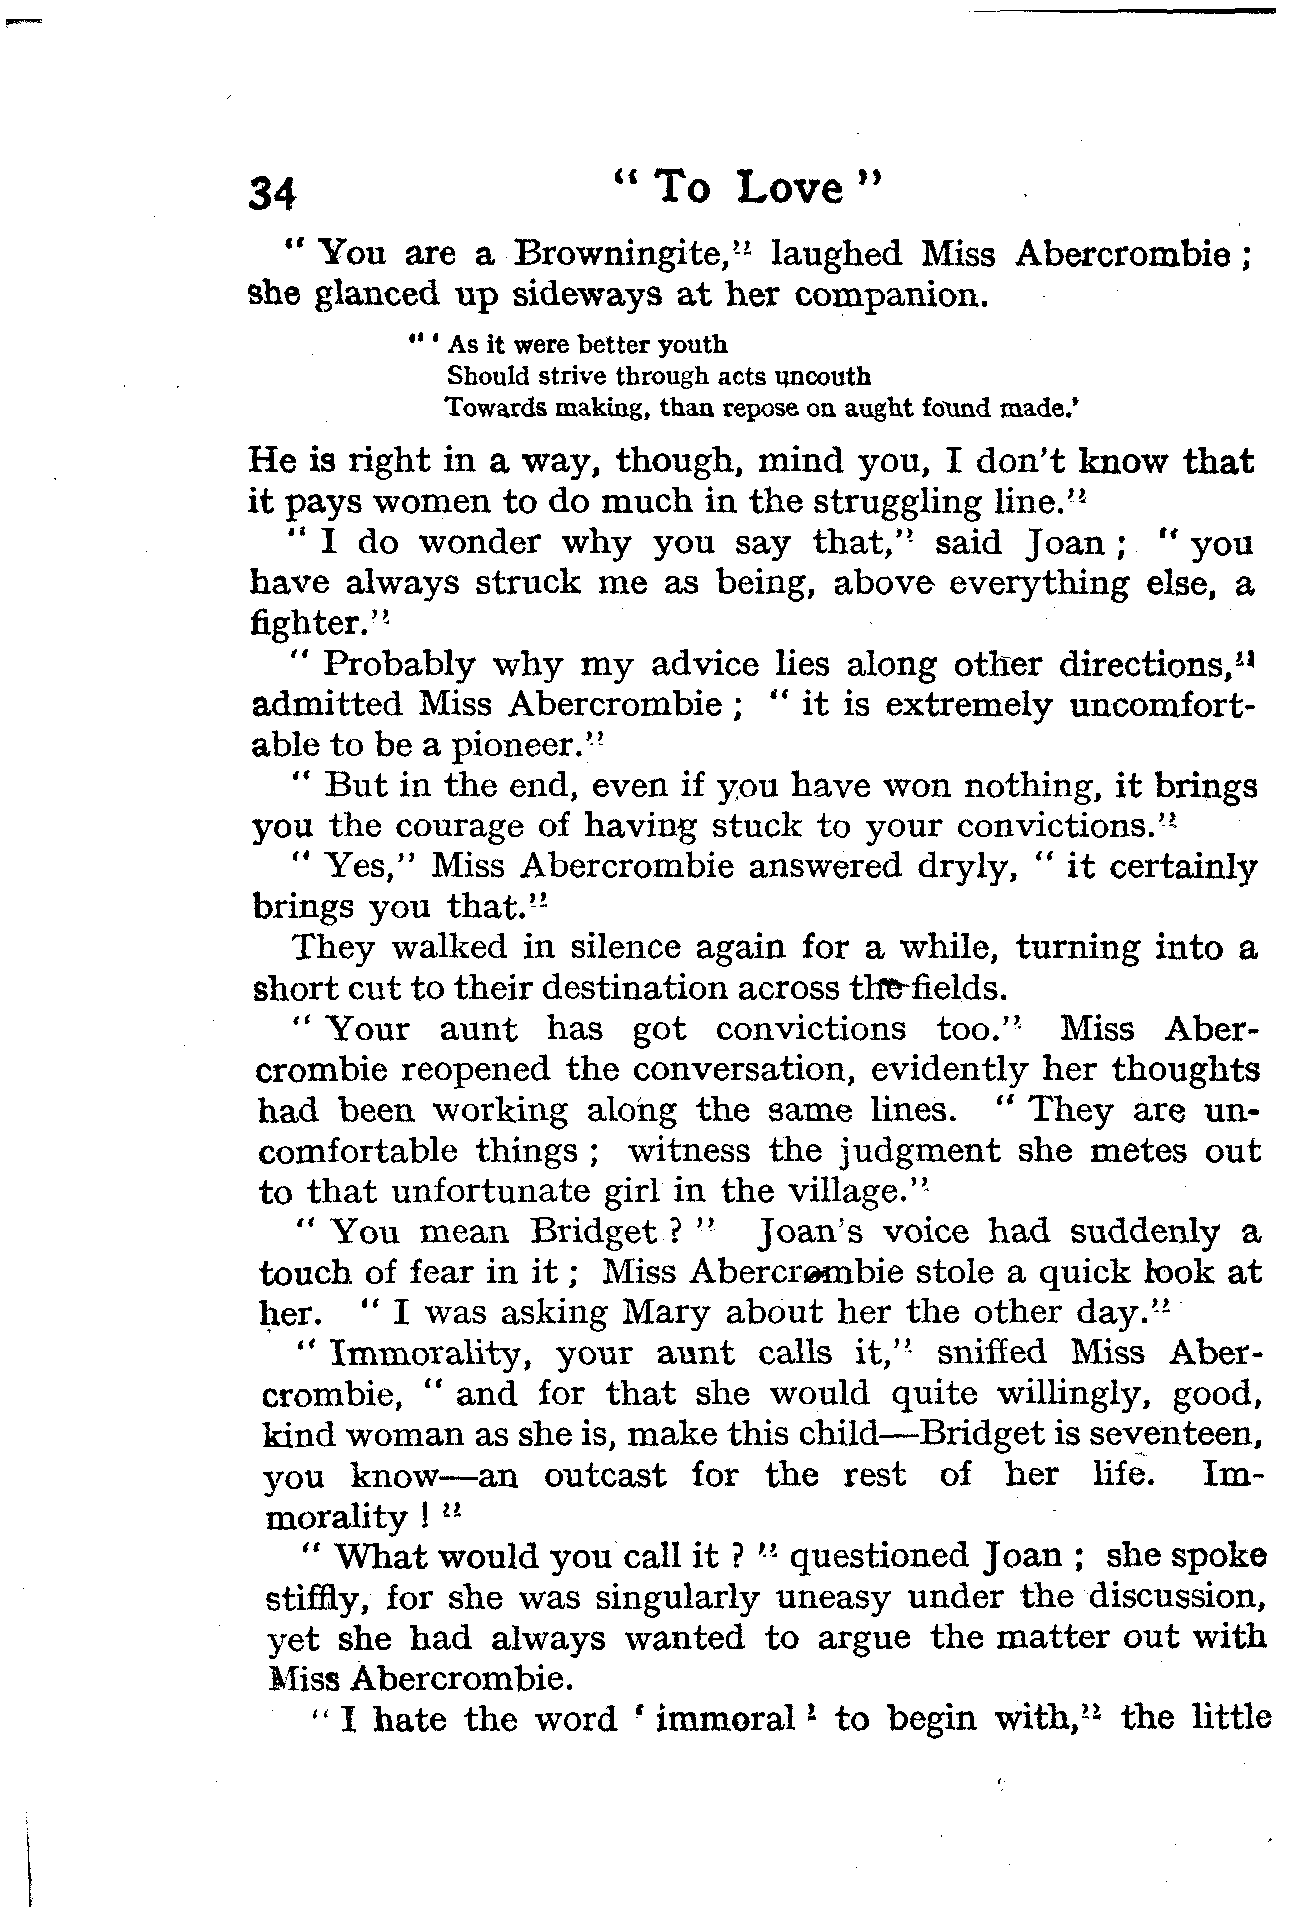 34 " To Love "
" You are a Browningite," laughed Miss Abercrombie ;
she glanced up sideways at her companion.
" ' As it were better youth
Should strive through acts uncouth
Towards making, than repose on aught found made.'
He is right in a way, though, mind you, I don't know that
it pays women to do much in the struggling line."
" I do wonder why you say that," said Joan ; " you
have always struck me as being, above everything else, a
fighter."
" Probably why my advice lies along other directions,"
admitted Miss Abercrombie ; " it is extremely uncomfort-
able to be a pioneer."
" But in the end, even if you have won nothing, it brings
you the courage of having stuck to your convictions."
" Yes," Miss Abercrombie answered dryly, " it certainly
brings you that."
They walked in silence again for a while, turning into a
short cut to their destination across the fields.
" Your aunt has got convictions too." Miss Aber-
crombie reopened the conversation, evidently her thoughts
had been working along the same lines. " They are un-
comfortable things ; witness the judgment she metes out
to that unfortunate girl in the village."
" You mean Bridget ? " Joan's voice had suddenly a
touch of fear in it ; Miss Abercrombie stole a quick look at
her. " I was asking Mary about her the other day."
" Immorality, your aunt calls it," sniffed Miss Aber-
crombie, " and for that she would quite willingly, good,
kind woman as she is, make this child—Bridget is seventeen,
you know—an outcast for the rest of her life. Im-
morality ! "
" What would you call it ? " questioned Joan ; she spoke
stiffly, for she was singularly uneasy under the discussion,
yet she had always wanted to argue the matter out with
Miss Abercrombie.
" I hate the word ' immoral ' to begin with," the little